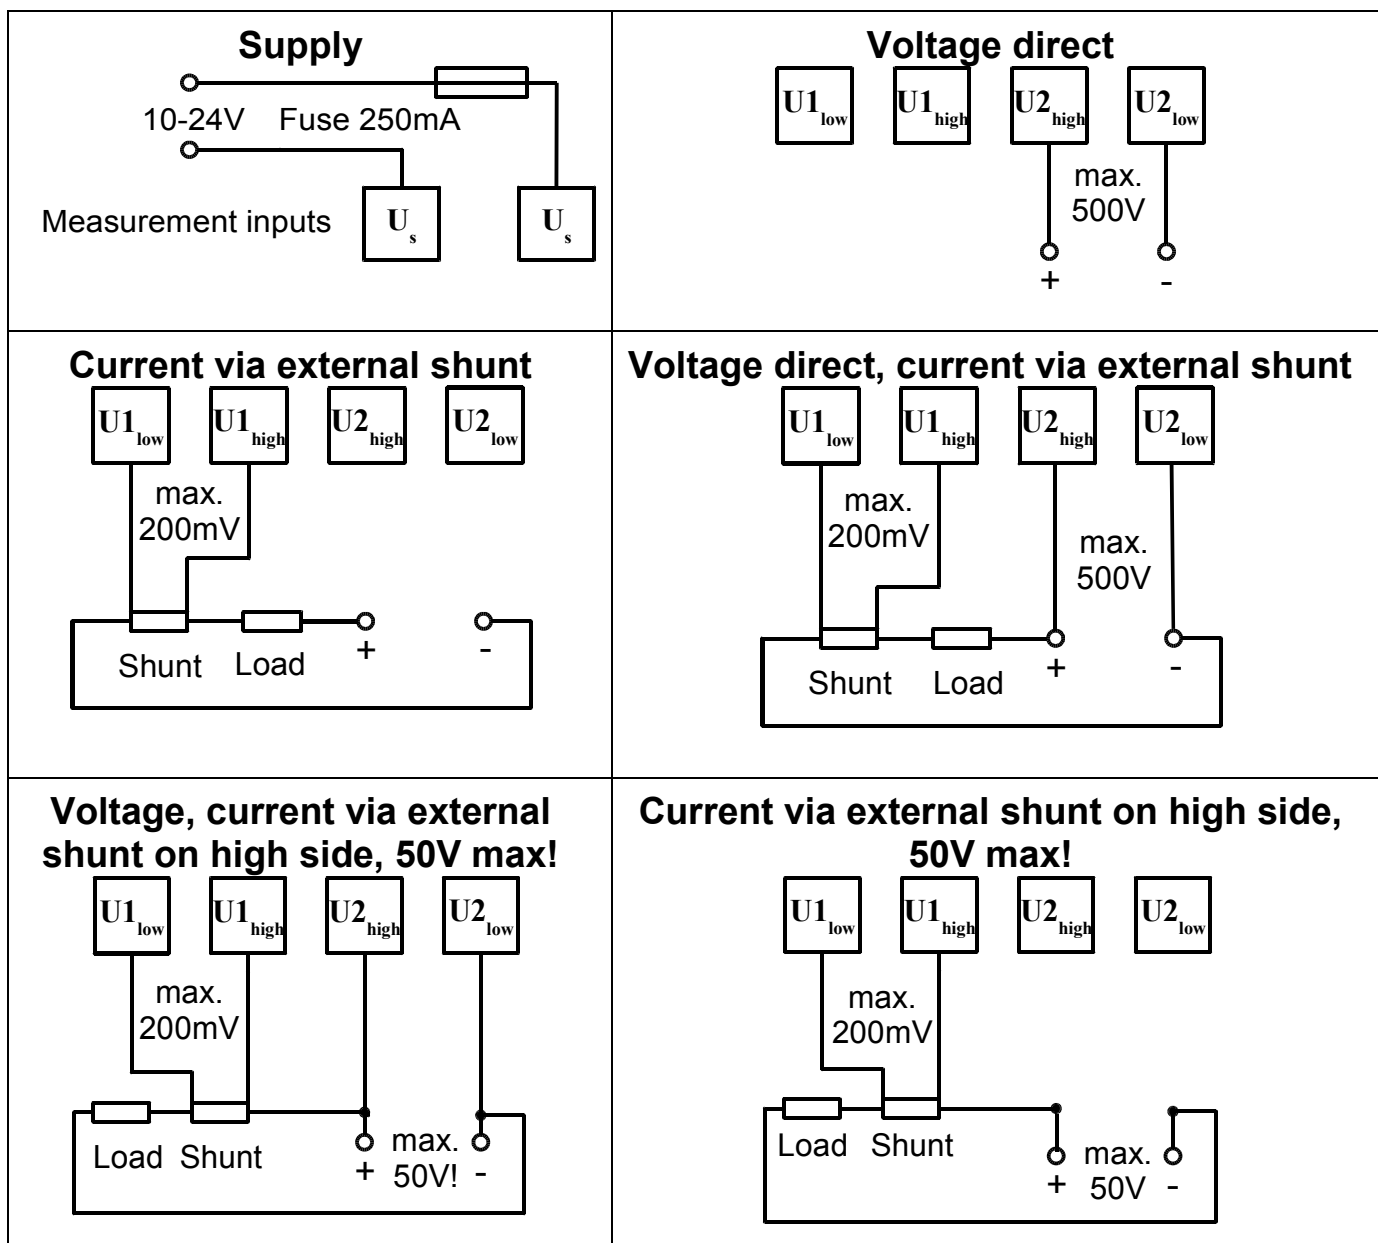 Supply
10-24V Fuse 250mA
Measurement inputs
Us Us
Voltage direct
U1low U1high U2high U2low
max.
500V
+ -
Current via external shunt
U1low U1high U2high U2low
max.
200mV
Shunt Load + -
Voltage direct, current via external shunt
U1low U1high U2high U2low
max.
200mV
max.
500V
Shunt Load + -
Voltage, current via external
shunt on high side, 50V max!
U1low U1high U2high U2low
max.
200mV
Load Shunt
+ max. -
50V!
Current via external shunt on high side,
50V max!
U1low U1high U2high U2low
max.
200mV
Load Shunt
+ max. -
50V